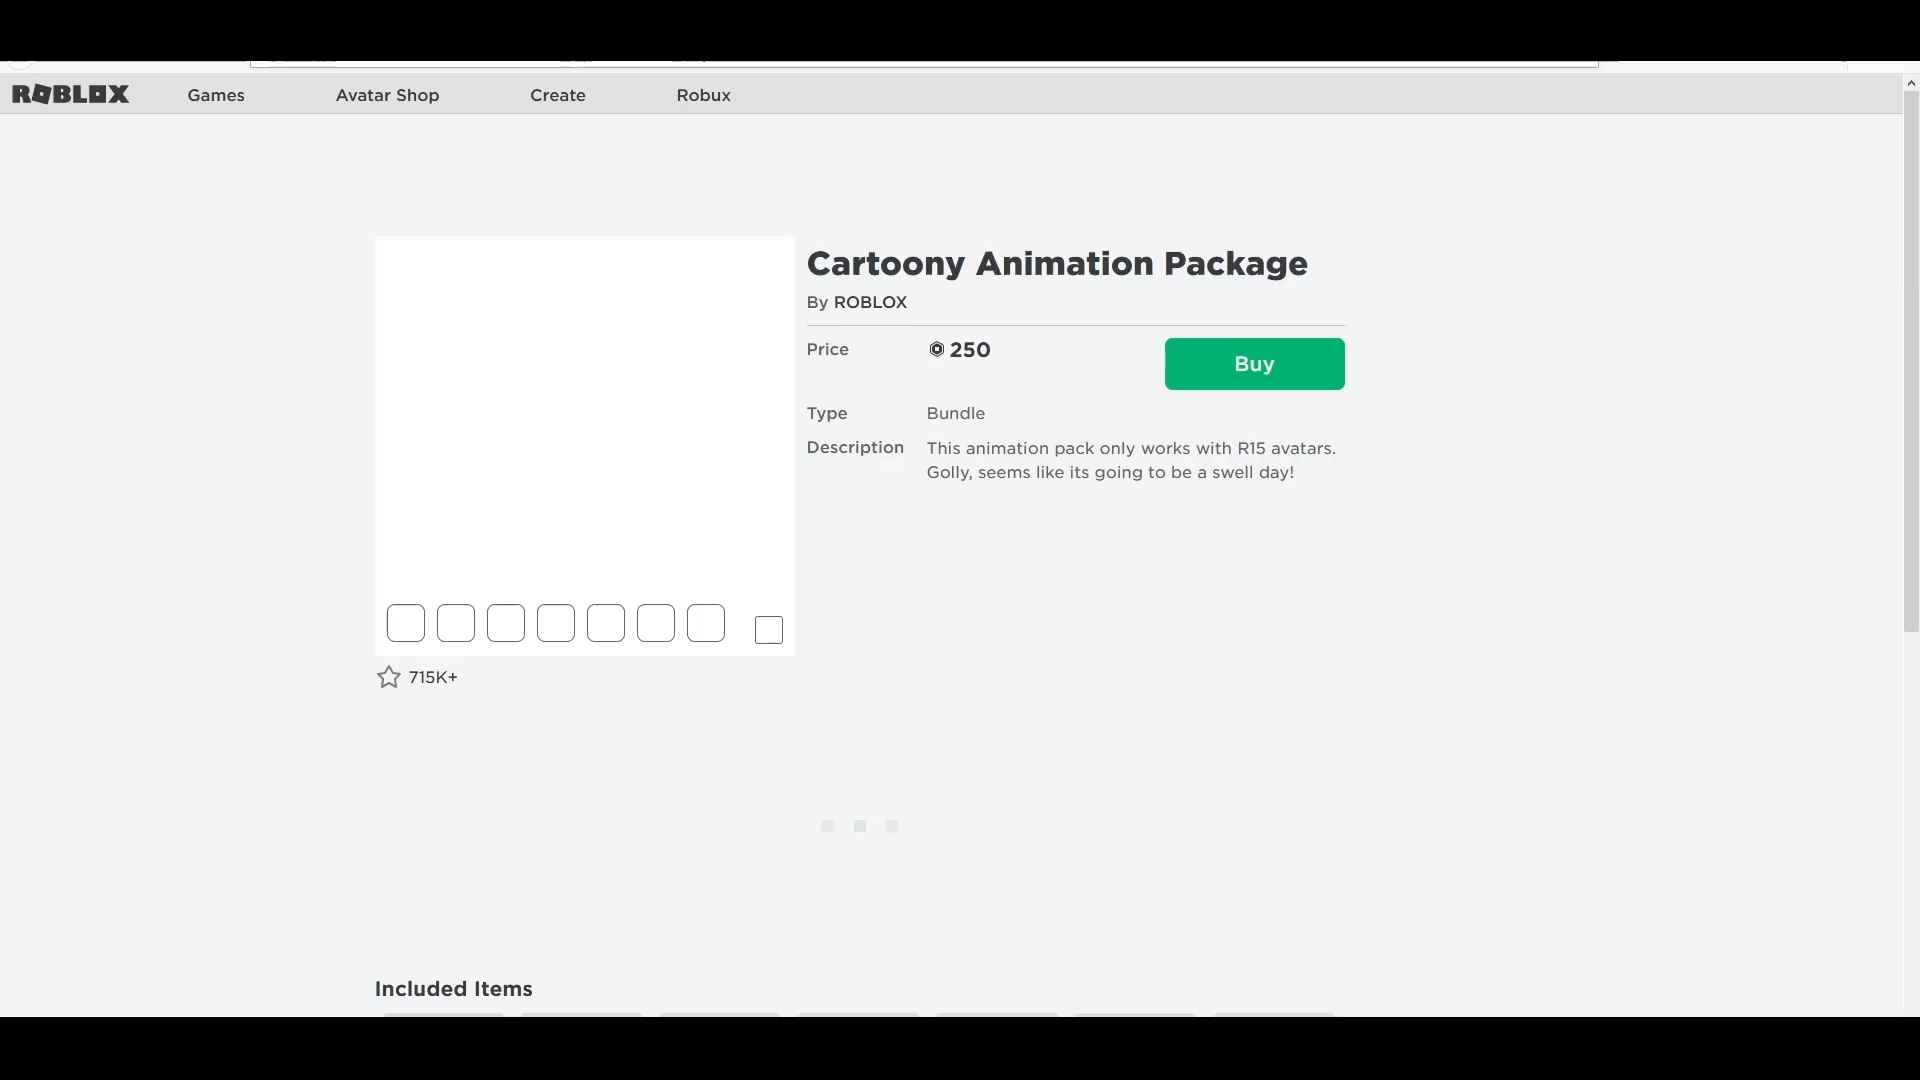 ROBLOX Games Avatar Shop Create Robux
Cartoony Animation Package
By ROBLOX
Price 250
Buy
Type Bundle
Description This animation pack only works with R15 avatars.
Golly, seems like its going to be a swell day!
715K+
Included Items